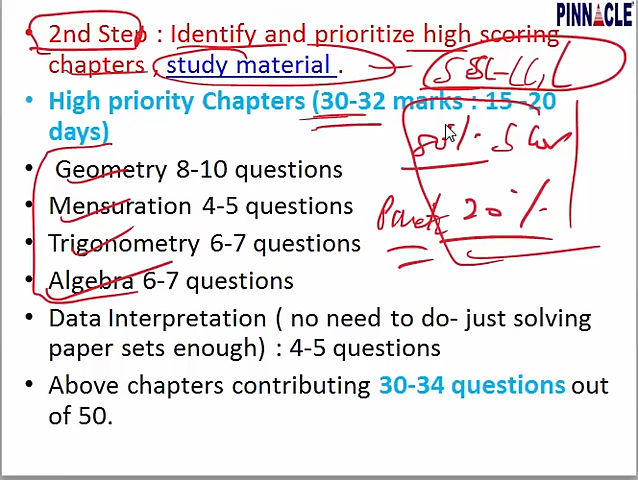 PINNACLE
• 2nd Step : Identify and prioritize high scoring
chapters , study material .
• High priority Chapters (30-32 marks : 15 -20
days)
• Geometry 8-10 questions
• Mensuration 4-5 questions
• Trigonometry 6-7 questions
• Algebra 6-7 questions
• Data Interpretation ( no need to do- just solving
paper sets enough) : 4-5 questions
• Above chapters contributing 30-34 questions out
of 50.
80%
20%